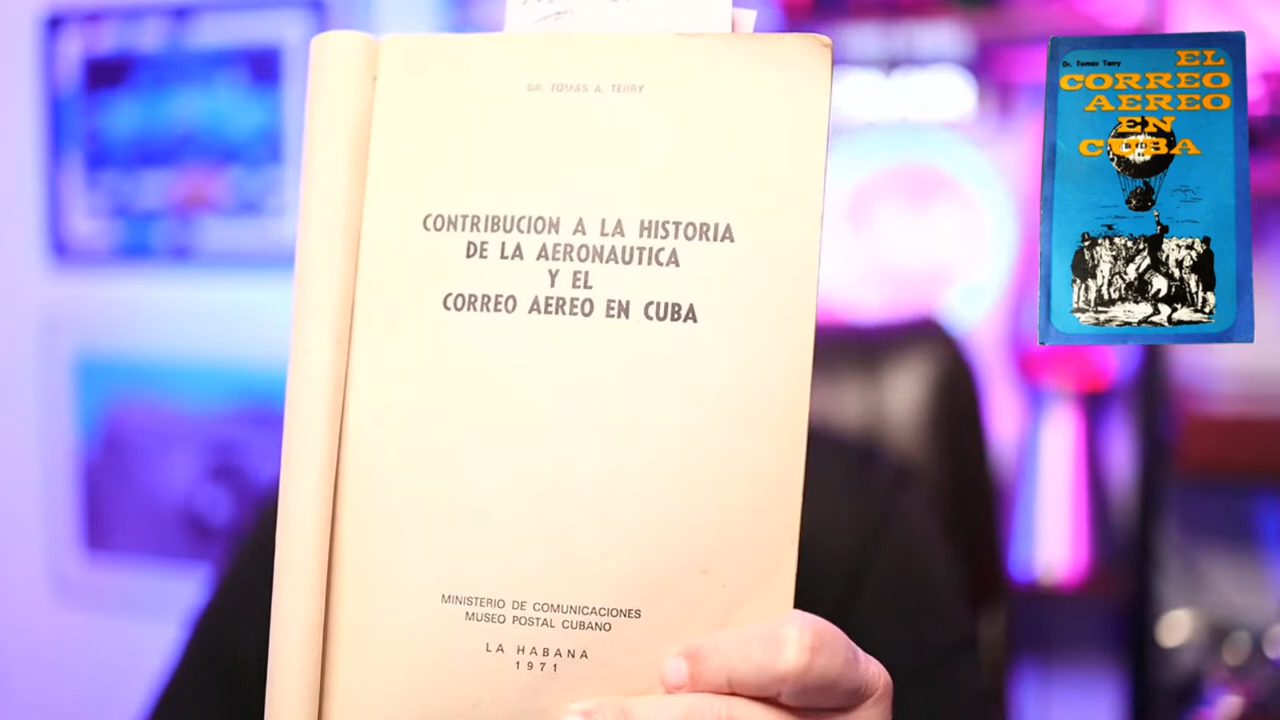 DR. TOMAS A. TERRY
CONTRIBUCION A LA HISTORIA
DE LA AERONAUTICA
Y EL
CORREO AEREO EN CUBA
MINISTERIO DE COMUNICACIONES
MUSEO POSTAL CUBANO
LA HABANA
1971
Dr. Tomas Terry
EL
CORREO
AEREO
EN
CUBA